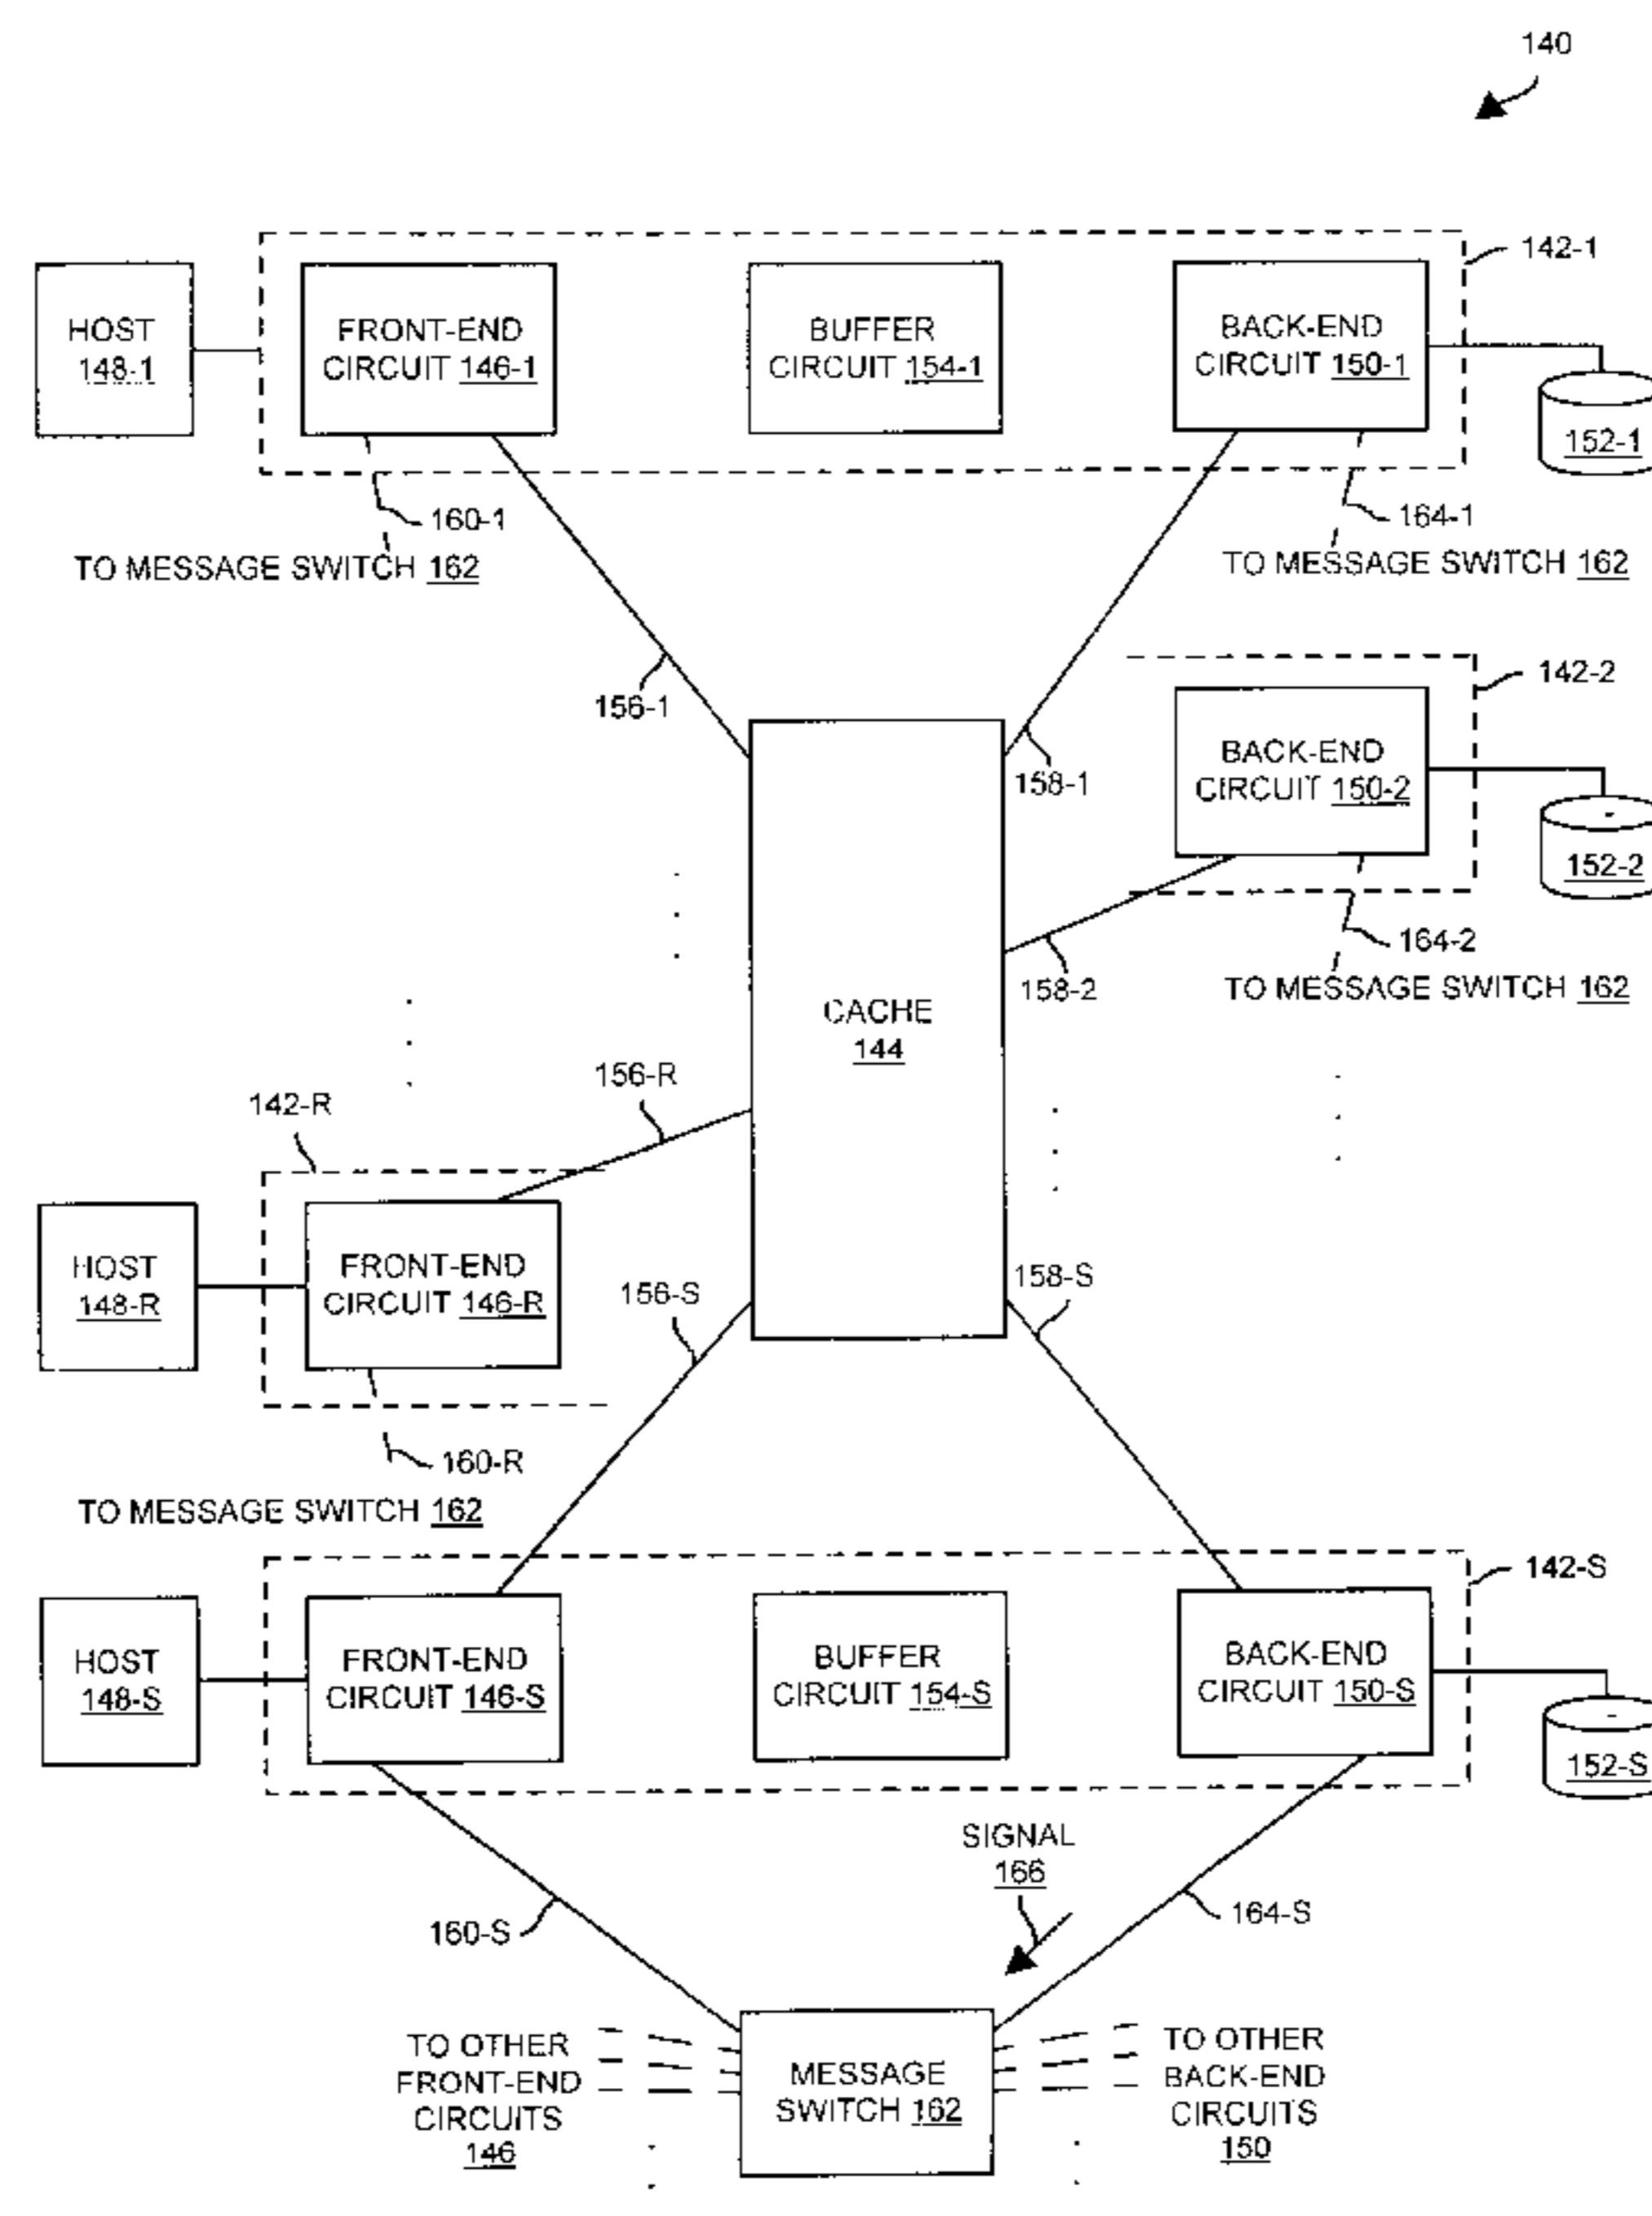 140
142-1
HOST
148-1
FRONT-END
CIRCUIT 146-1
BUFFER
CIRCUIT 154-1
BACK-END
CIRCUIT 150-1
152-1
160-1
TO MESSAGE SWITCH 162
164-1
TO MESSAGE SWITCH 162
156-1
158-1
142-2
BACK-END
CIRCUIT 150-2
152-2
164-2
TO MESSAGE SWITCH 162
158-2
CACHE
144
156-R
142-R
HOST
148-R
FRONT-END
CIRCUIT 146-R
156-S
158-S
160-R
TO MESSAGE SWITCH 162
142-S
HOST
148-S
FRONT-END
CIRCUIT 146-S
BUFFER
CIRCUIT 154-S
BACK-END
CIRCUIT 150-S
152-S
SIGNAL
166
160-S
164-S
TO OTHER
FRONT-END
CIRCUITS
146
MESSAGE
SWITCH 162
TO OTHER
BACK-END
CIRCUITS
150